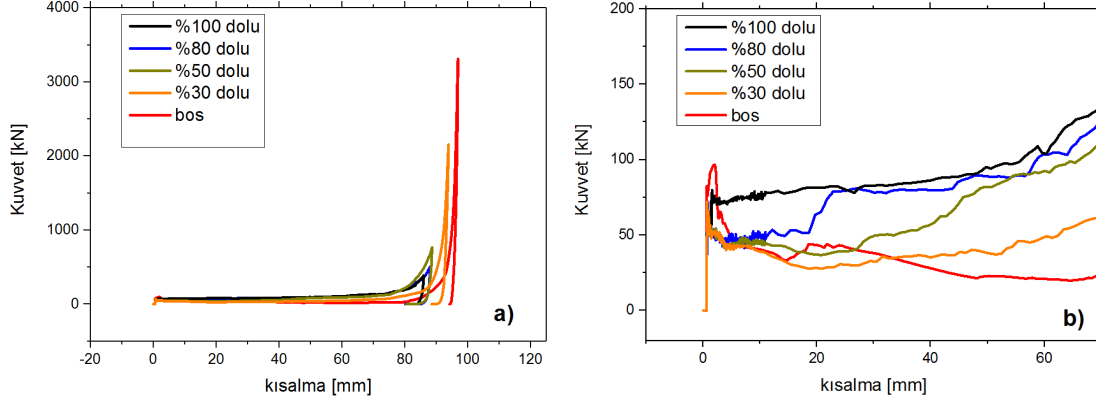 4000
3000
2000
1000
0
Kuvvet [kN]
%100 dolu
%80 dolu
%50 dolu
%30 dolu
bos
a)
-20
0
20
40
60
80
100
120
kısalma [mm]
200
150
100
50
0
Kuvvet [kN]
%100 dolu
%80 dolu
%50 dolu
%30 dolu
bos
b)
0
20
40
60
kısalma [mm]